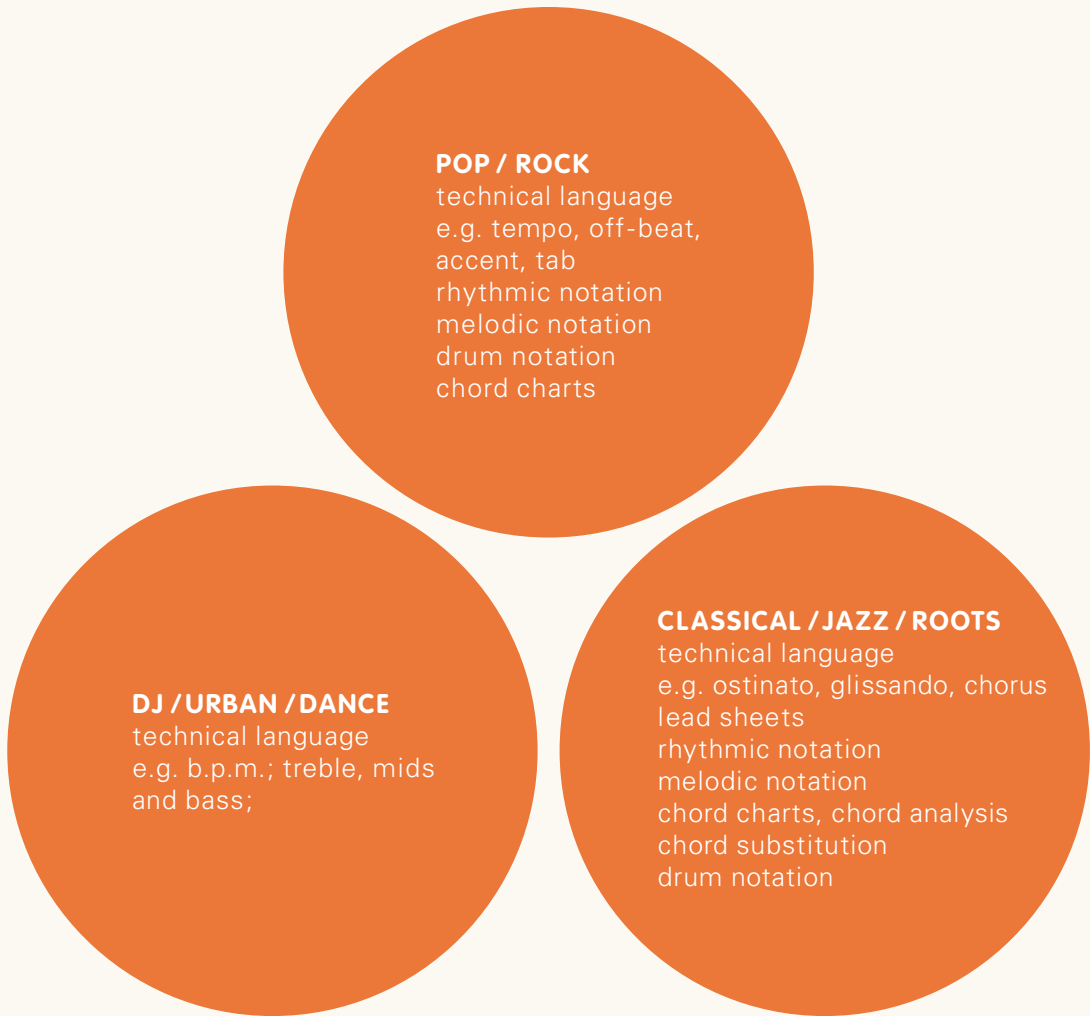 POP / ROCK
technical language
e.g. tempo, off-beat,
accent, tab
rhythmic notation
melodic notation
drum notation
chord charts
DJ / URBAN / DANCE
technical language
e.g. b.p.m.; treble, mids
and bass;
CLASSICAL / JAZZ / ROOTS
technical language
e.g. ostinato, glissando, chorus
lead sheets
rhythmic notation
melodic notation
chord charts, chord analysis
chord substitution
drum notation